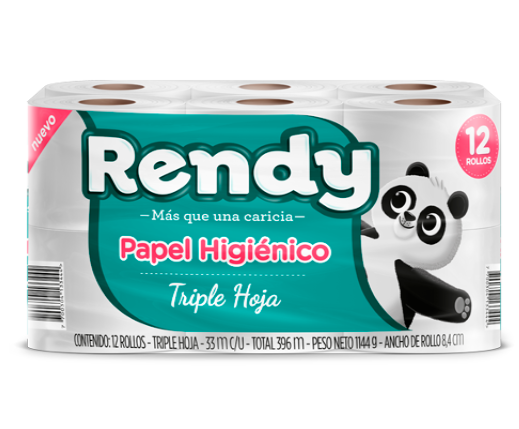 nuevo
Rendy
12
ROLLOS
—Más que una caricia—
Papel Higiénico
Triple Hoja
CONTENIDO: 12 ROLLOS - TRIPLE HOJA - 33 m C/U - TOTAL 396 m - PESO NETO 1144 g - ANCHO DE ROLLO 8,4 cm